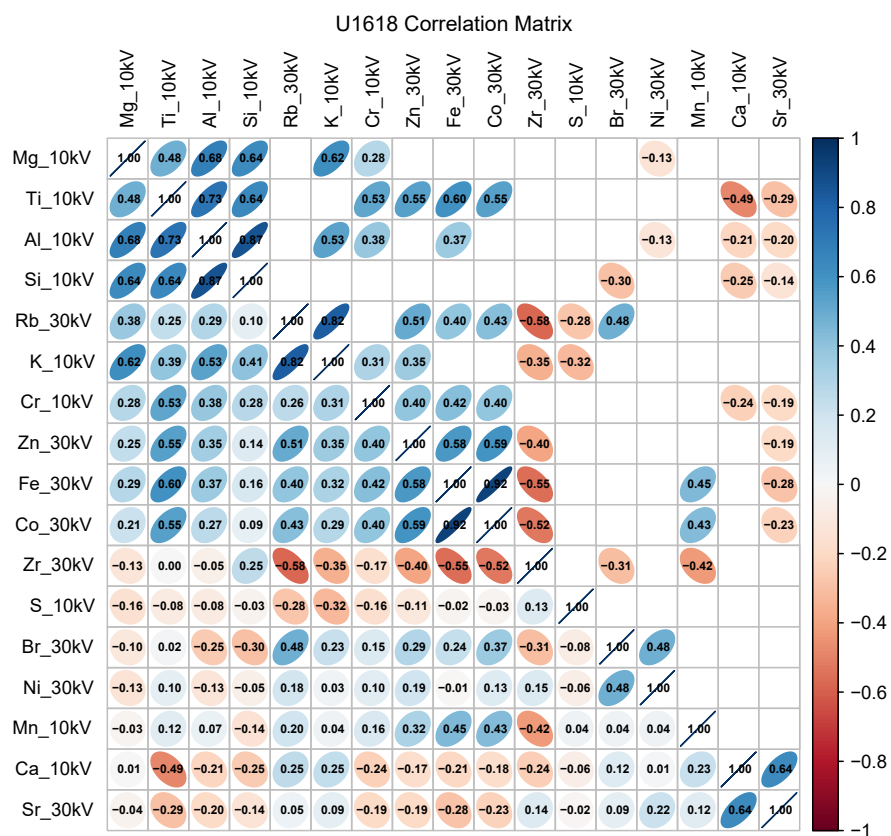 U1618 Correlation Matrix
Mg_10kV Ti_10kV Al_10kV Si_10kV Rb_30kV K_10kV Cr_10kV Zn_30kV Fe_30kV Co_30kV Zr_30kV S_10kV Br_30kV Ni_30kV Mn_10kV Ca_10kV Sr_30kV
Mg_10kV 1.00 0.48 0.68 0.64 0.62 0.28 −0.13
Ti_10kV 0.48 1.00 0.73 0.64 0.53 0.55 0.60 0.55 −0.49 −0.29
Al_10kV 0.68 0.73 1.00 0.87 0.53 0.38 0.37 −0.13 −0.21 −0.20
Si_10kV 0.64 0.64 0.87 1.00 −0.30 −0.25 −0.14
Rb_30kV 0.38 0.25 0.29 0.10 1.00 0.82 0.51 0.40 0.43 −0.58 −0.28 0.48
K_10kV 0.62 0.39 0.53 0.41 0.82 1.00 0.31 0.35 −0.35 −0.32
Cr_10kV 0.28 0.53 0.38 0.28 0.26 0.31 1.00 0.40 0.42 0.40 −0.24 −0.19
Zn_30kV 0.25 0.55 0.35 0.14 0.51 0.35 0.40 1.00 0.58 0.59 −0.40 −0.19
Fe_30kV 0.29 0.60 0.37 0.16 0.40 0.32 0.42 0.58 1.00 0.92 −0.55 0.45 −0.28
Co_30kV 0.21 0.55 0.27 0.09 0.43 0.29 0.40 0.59 0.92 1.00 −0.52 0.43 −0.23
Zr_30kV −0.13 0.00 −0.05 0.25 −0.58 −0.35 −0.17 −0.40 −0.55 −0.52 1.00 −0.31 −0.42
S_10kV −0.16 −0.08 −0.08 −0.03 −0.28 −0.32 −0.16 −0.11 −0.02 −0.03 0.13 1.00
Br_30kV −0.10 0.02 −0.25 −0.30 0.48 0.23 0.15 0.29 0.24 0.37 −0.31 −0.08 1.00 0.48
Ni_30kV −0.13 0.10 −0.13 −0.05 0.18 0.03 0.10 0.19 −0.01 0.13 0.15 −0.06 0.48 1.00
Mn_10kV −0.03 0.12 0.07 −0.14 0.20 0.04 0.16 0.32 0.45 0.43 −0.42 0.04 0.04 0.04 1.00
Ca_10kV 0.01 −0.49 −0.21 −0.25 0.25 0.25 −0.24 −0.17 −0.21 −0.18 −0.24 −0.06 0.12 0.01 0.23 1.00 0.64
Sr_30kV −0.04 −0.29 −0.20 −0.14 0.05 0.09 −0.19 −0.19 −0.28 −0.23 0.14 −0.02 0.09 0.22 0.12 0.64 1.00
1
0.8
0.6
0.4
0.2
0
−0.2
−0.4
−0.6
−0.8
−1